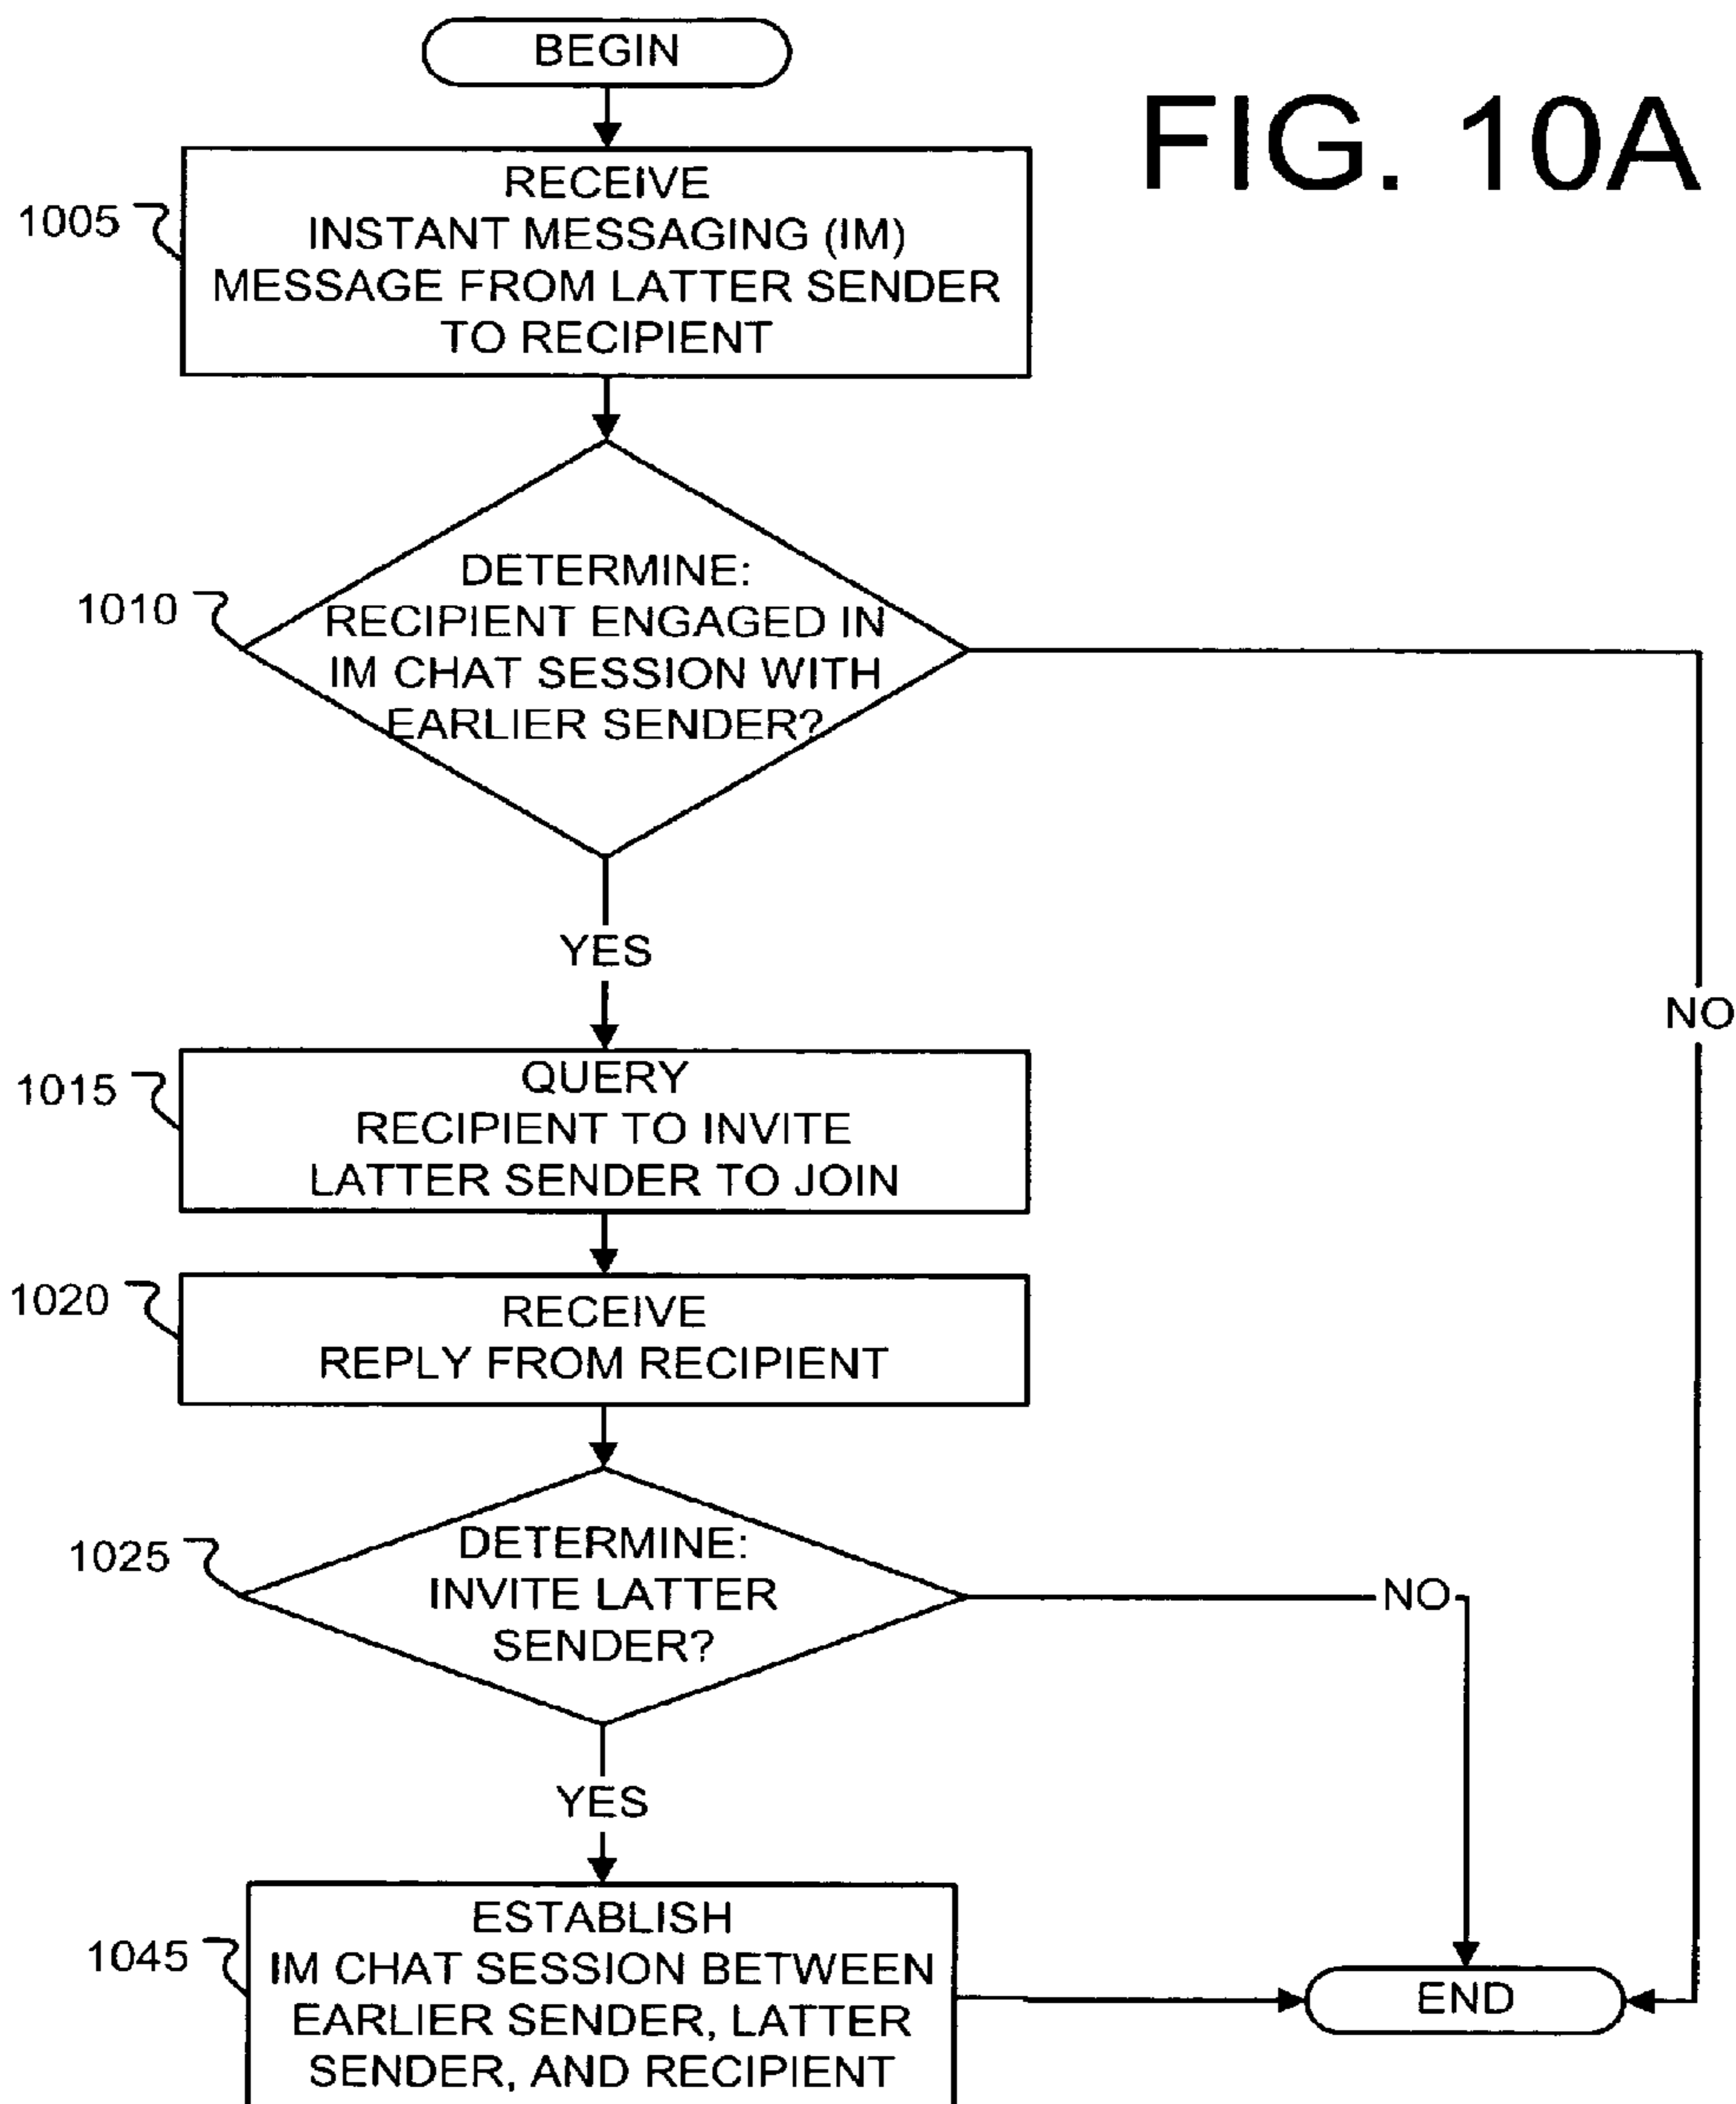 BEGIN
FIG. 10A
1005
RECEIVE
INSTANT MESSAGING (IM)
MESSAGE FROM LATTER SENDER
TO RECIPIENT
1010
DETERMINE:
RECIPIENT ENGAGED IN
IM CHAT SESSION WITH
EARLIER SENDER?
YES
NO
1015
QUERY
RECIPIENT TO INVITE
LATTER SENDER TO JOIN
1020
RECEIVE
REPLY FROM RECIPIENT
1025
DETERMINE:
INVITE LATTER
SENDER?
NO
YES
1045
ESTABLISH
IM CHAT SESSION BETWEEN
EARLIER SENDER, LATTER
SENDER, AND RECIPIENT
END